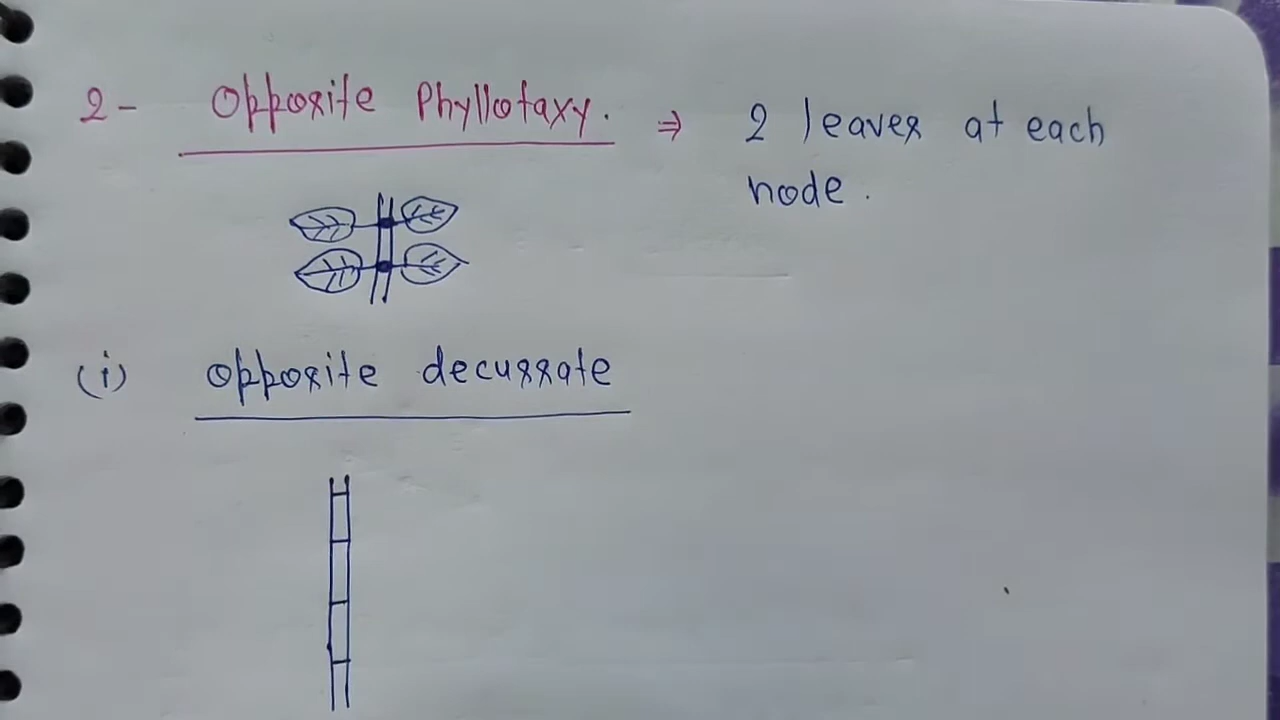 2- Opposite Phyllotaxy. ⇒ 2 leaves at each
node.
(i) Opposite decussate